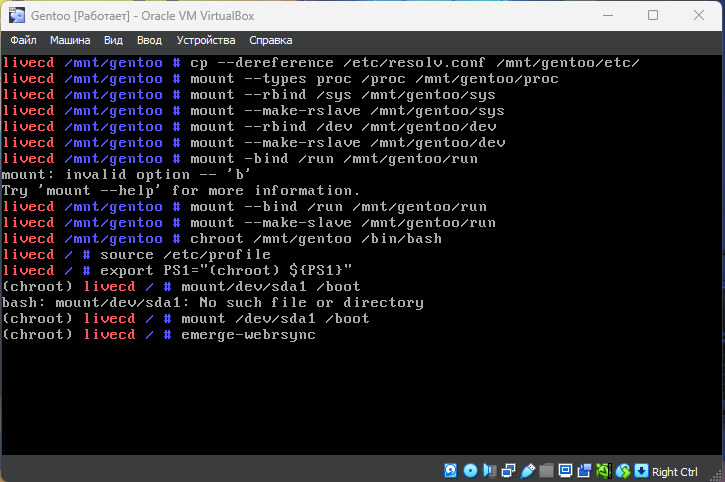 Gentoo [Работает] - Oracle VM VirtualBox
Файл Машина Вид Ввод Устройства Справка
livecd /mnt/gentoo # cp --dereference /etc/resolv.conf /mnt/gentoo/etc/
livecd /mnt/gentoo # mount --types proc /proc /mnt/gentoo/proc
livecd /mnt/gentoo # mount --rbind /sys /mnt/gentoo/sys
livecd /mnt/gentoo # mount --make-rslave /mnt/gentoo/sys
livecd /mnt/gentoo # mount --rbind /dev /mnt/gentoo/dev
livecd /mnt/gentoo # mount --make-rslave /mnt/gentoo/dev
livecd /mnt/gentoo # mount -bind /run /mnt/gentoo/run
mount: invalid option -- 'b'
Try 'mount --help' for more information.
livecd /mnt/gentoo # mount --bind /run /mnt/gentoo/run
livecd /mnt/gentoo # mount --make-slave /mnt/gentoo/run
livecd /mnt/gentoo # chroot /mnt/gentoo /bin/bash
livecd / # source /etc/profile
livecd / # export PS1="(chroot) ${PS1}"
(chroot) livecd / # mount/dev/sda1 /boot
bash: mount/dev/sda1: No such file or directory
(chroot) livecd / # mount /dev/sda1 /boot
(chroot) livecd / # emerge-webrsync
Right Ctrl